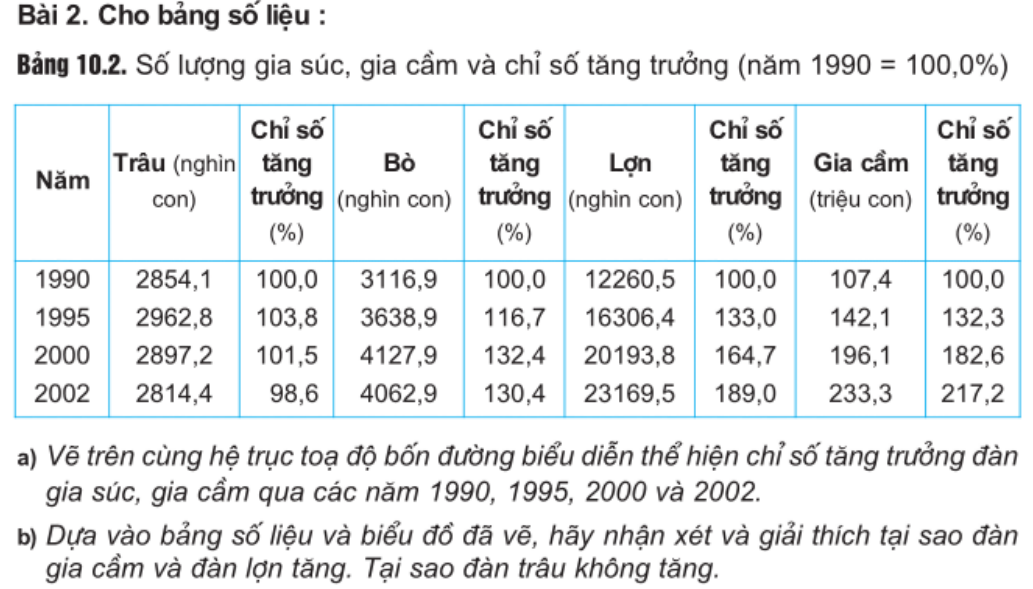 Bài 2. Cho bảng số liệu :
Bảng 10.2. Số lượng gia súc, gia cầm và chỉ số tăng trưởng (năm 1990 = 100,0%)
Năm | Trâu (nghìn con) | Chỉ số tăng trưởng (%) | Bò (nghìn con) | Chỉ số tăng trưởng (%) | Lợn (nghìn con) | Chỉ số tăng trưởng (%) | Gia cầm (triệu con) | Chỉ số tăng trưởng (%)
1990 | 2854,1 | 100,0 | 3116,9 | 100,0 | 12260,5 | 100,0 | 107,4 | 100,0
1995 | 2962,8 | 103,8 | 3638,9 | 116,7 | 16306,4 | 133,0 | 142,1 | 132,3
2000 | 2897,2 | 101,5 | 4127,9 | 132,4 | 20193,8 | 164,7 | 196,1 | 182,6
2002 | 2814,4 | 98,6 | 4062,9 | 130,4 | 23169,5 | 189,0 | 233,3 | 217,2
a) Vẽ trên cùng hệ trục toạ độ bốn đường biểu diễn thể hiện chỉ số tăng trưởng đàn
gia súc, gia cầm qua các năm 1990, 1995, 2000 và 2002.
b) Dựa vào bảng số liệu và biểu đồ đã vẽ, hãy nhận xét và giải thích tại sao đàn
gia cầm và đàn lợn tăng. Tại sao đàn trâu không tăng.